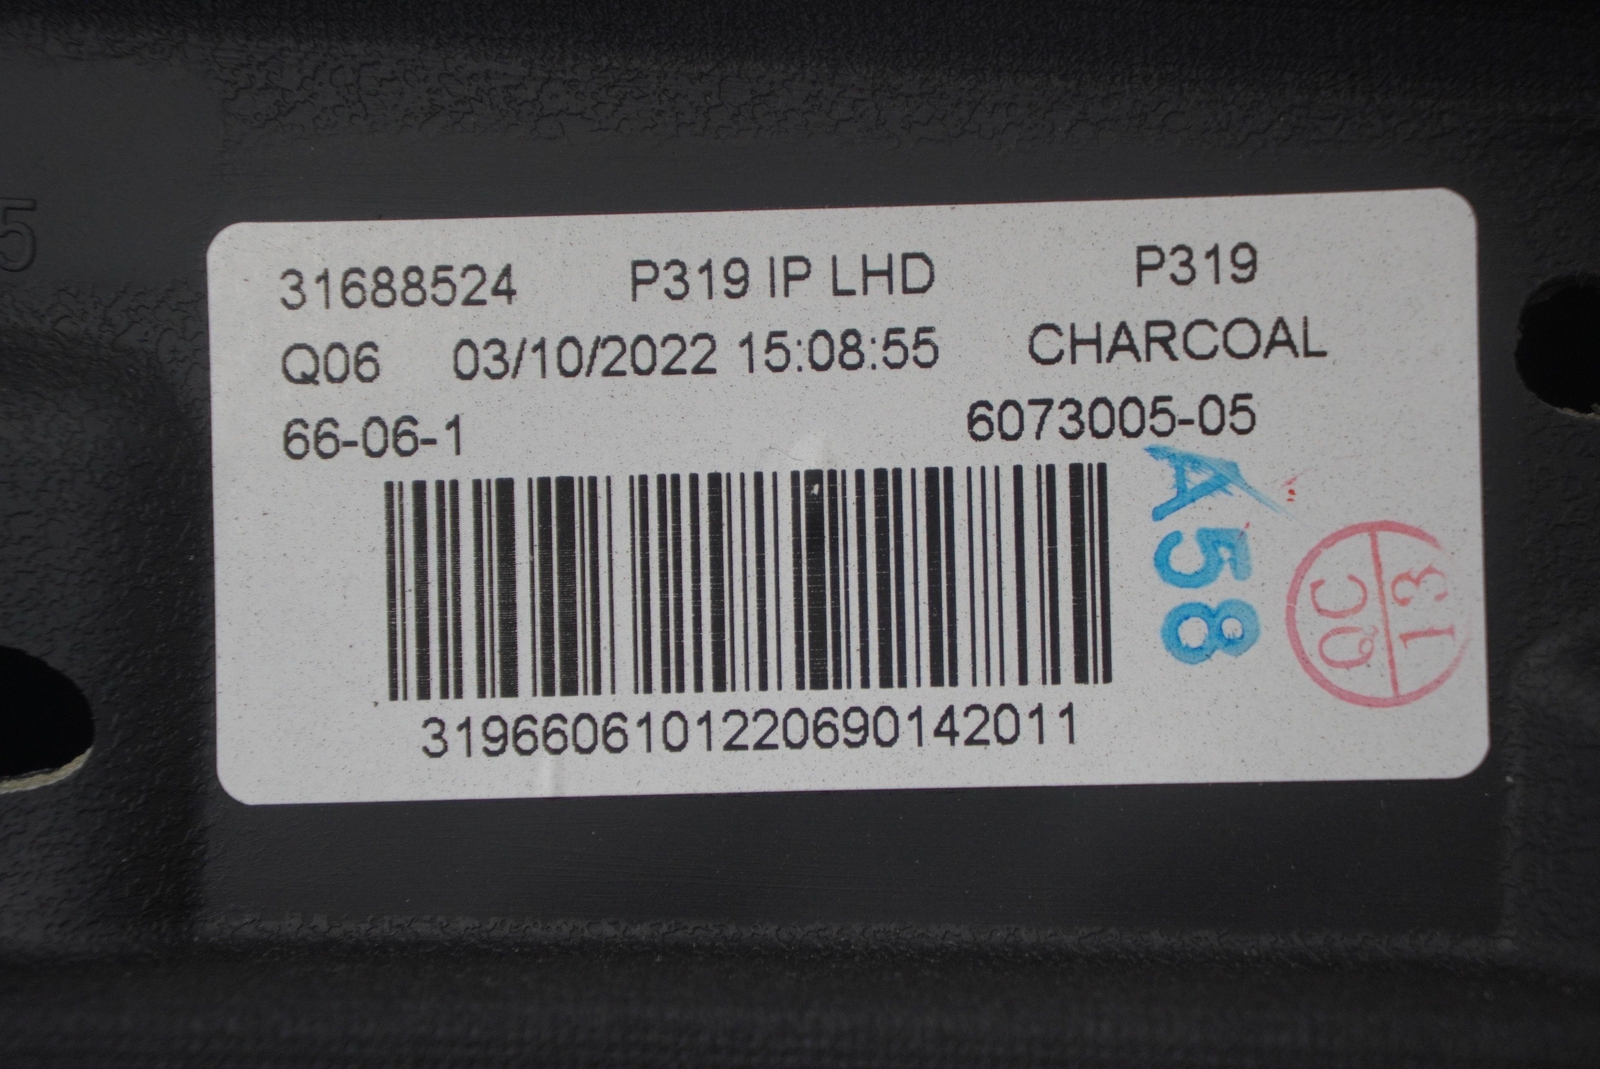 5
31688524 P319 IP LHD P319
Q06 03/10/2022 15:08:55 CHARCOAL
66-06-1 6073005-05
3196606101220690142011
A58
QC
13